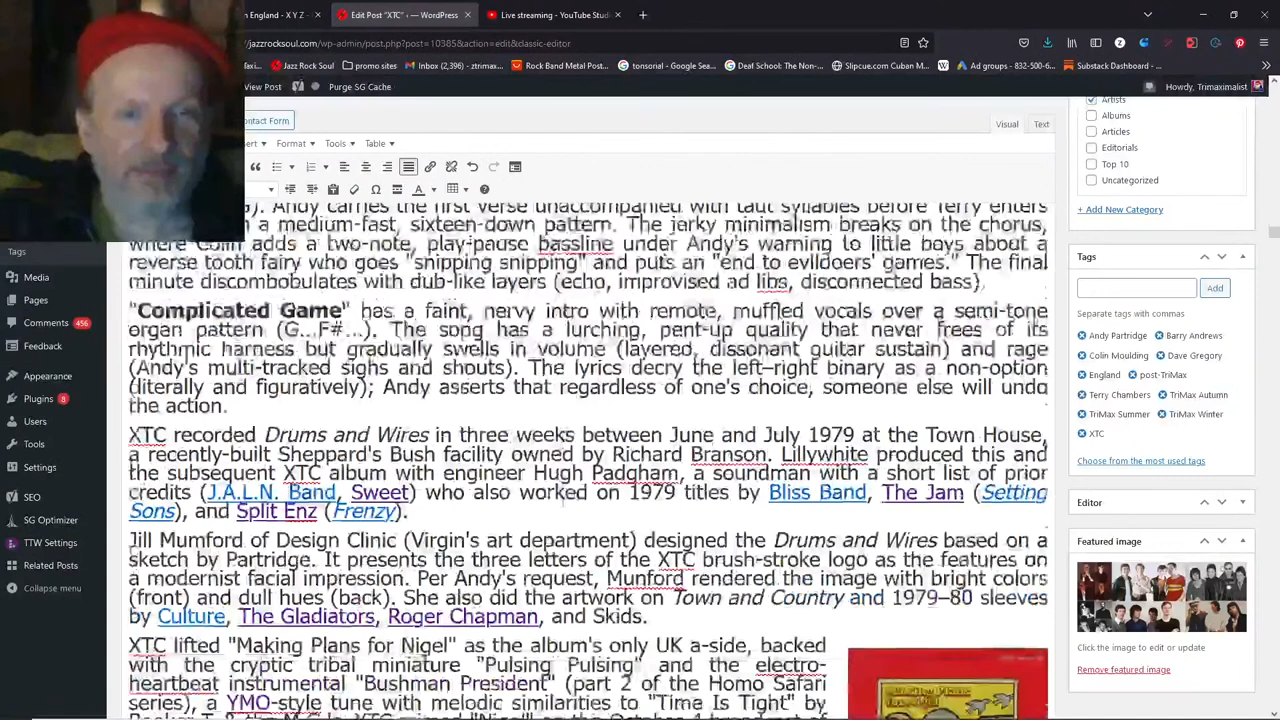 n England - X Y Z -
Edit Post "XTC" ‹ — WordPress
Live streaming - YouTube Studi
//jazzrocksoul.com/wp-admin/post.php?post=10385&action=edit&classic-editor
promo sites
Inbox (2,396) - ztrimax
Rock Band Metal Post
Jazz Rock Soul
tonsorial - Google Sea
Deaf School: The Non-
Slipcue.com Cuban M
Ad groups - 832-500-6
Substack Dashboard -
View Post
Purge SG Cache
Howdy, Trimaximalist
ontact Form
Visual
Text
ert
Format
Tools
Table
Artists
Albums
Articles
Editorials
Top 10
Uncategorized
+ Add New Category
Tags
Add
Separate tags with commas
Andy Partridge
Barry Andrews
Colin Moulding
Dave Gregory
England
post-TriMax
Terry Chambers
TriMax Autumn
TriMax Summer
TriMax Winter
XTC
Choose from the most used tags
Editor
Featured image
Click the image to edit or update
Remove featured image
Tags
Media
Pages
Comments 456
Feedback
Appearance
Plugins 8
Users
Tools
Settings
SEO
SG Optimizer
TTW Settings
Related Posts
Collapse menu
Andy carries the first verse unaccompanied with taut syllables before Terry enters
a medium-fast, sixteen-down pattern. The jerky minimalism breaks on the chorus,
where Colin adds a two-note, play-pause bassline under Andy's warning to little boys about a
reverse tooth fairy who goes "snipping snipping" and puts an "end to evildoers' games." The final
minute discombobulates with dub-like layers (echo, improvised ad libs, disconnected bass)
"Complicated Game" has a faint, nervy intro with remote, muffled vocals over a semi-tone
organ pattern (G...F#...). The song has a lurching, pent-up quality that never frees of its
rhythmic harness but gradually swells in volume (layered, dissonant guitar sustain) and rage
(Andy's multi-tracked sighs and shouts). The lyrics decry the left–right binary as a non-option
(literally and figuratively); Andy asserts that regardless of one's choice, someone else will undo
the action.
XTC recorded Drums and Wires in three weeks between June and July 1979 at the Town House,
a recently-built Sheppard's Bush facility owned by Richard Branson. Lillywhite produced this and
the subsequent XTC album with engineer Hugh Padgham, a soundman with a short list of prior
credits (J.A.L.N. Band, Sweet) who also worked on 1979 titles by Bliss Band, The Jam (Setting
Sons), and Split Enz (Frenzy).
Jill Mumford of Design Clinic (Virgin's art department) designed the Drums and Wires based on a
sketch by Partridge. It presents the three letters of the XTC brush-stroke logo as the features on
a modernist facial impression. Per Andy's request, Munford rendered the image with bright colors
(front) and dull hues (back). She also did the artwork on Town and Country and 1979–80 sleeves
by Culture, The Gladiators, Roger Chapman, and Skids.
XTC lifted "Making Plans for Nigel" as the album's only UK a-side, backed
with the cryptic tribal miniature "Pulsing Pulsing" and the electro-
heartbeat instrumental "Bushman President" (part 2 of the Homo Safari
series), a YMO-style tune with melodic similarities to "Time Is Tight" by